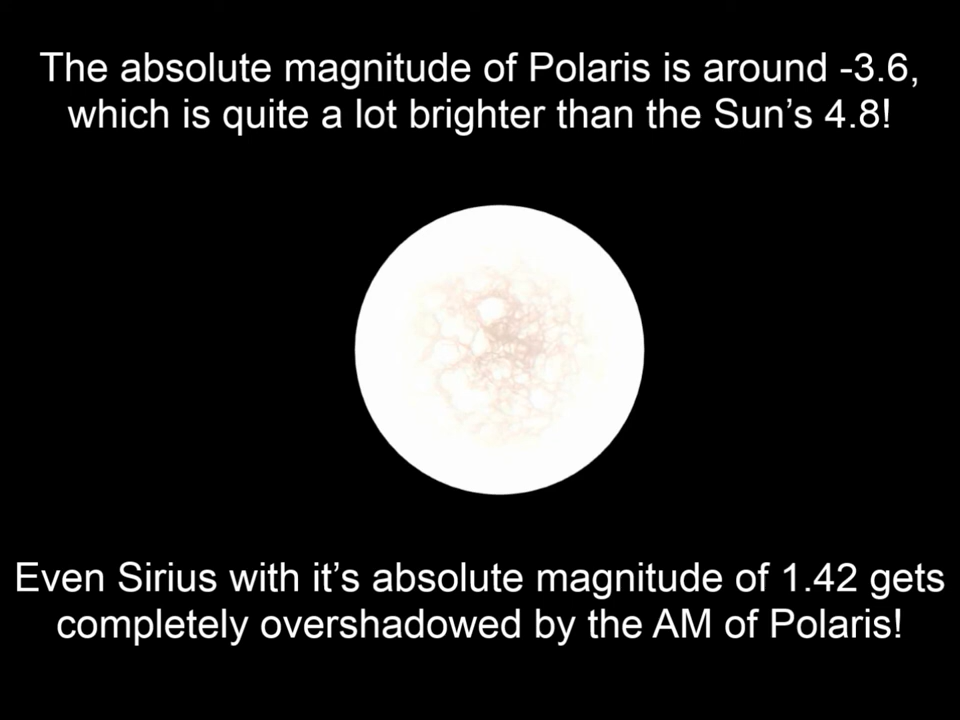 The absolute magnitude of Polaris is around -3.6,
which is quite a lot brighter than the Sun’s 4.8!
Even Sirius with it’s absolute magnitude of 1.42 gets
completely overshadowed by the AM of Polaris!